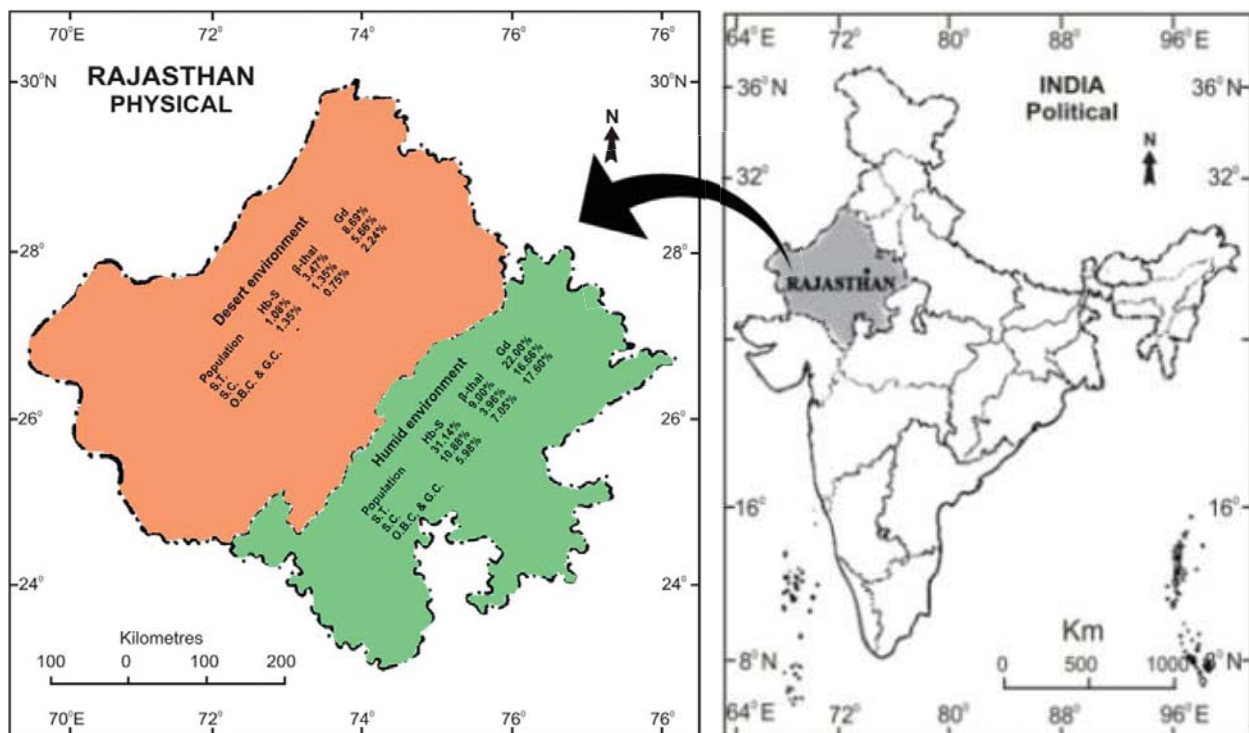 70°E 72° 74° 76° 76°
30°N
28°
26°
24°
RAJASTHAN
PHYSICAL
N
30°N
28°
26°
24°
Desert environment
Population Hb-S β-thal Gd
S.T. 1.08% 3.47% 8.69%
S.C. 1.35% 1.35% 5.66%
O.B.C. & G.C. - 0.75% 2.24%
Humid environment
Population Hb-S β-thal Gd
S.T. 31.14% 9.00% 22.00%
S.C. 10.88% 3.96% 16.66%
O.B.C. & G.C. 5.98% 7.05% 17.60%
Kilometres
100 0 100 200
70°E 72° 74° 76° 76°
64°E 72° 80° 88° 96°E
36°N
32°
16°
8°N
INDIA
Political
N
RAJASTHAN
36°N
32°
28°
16°
8°N
Km
0 500 1000
64°E 72° 80° 88° 96°E